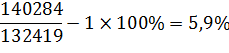 140284
132419 − 1 × 100% = 5,9%